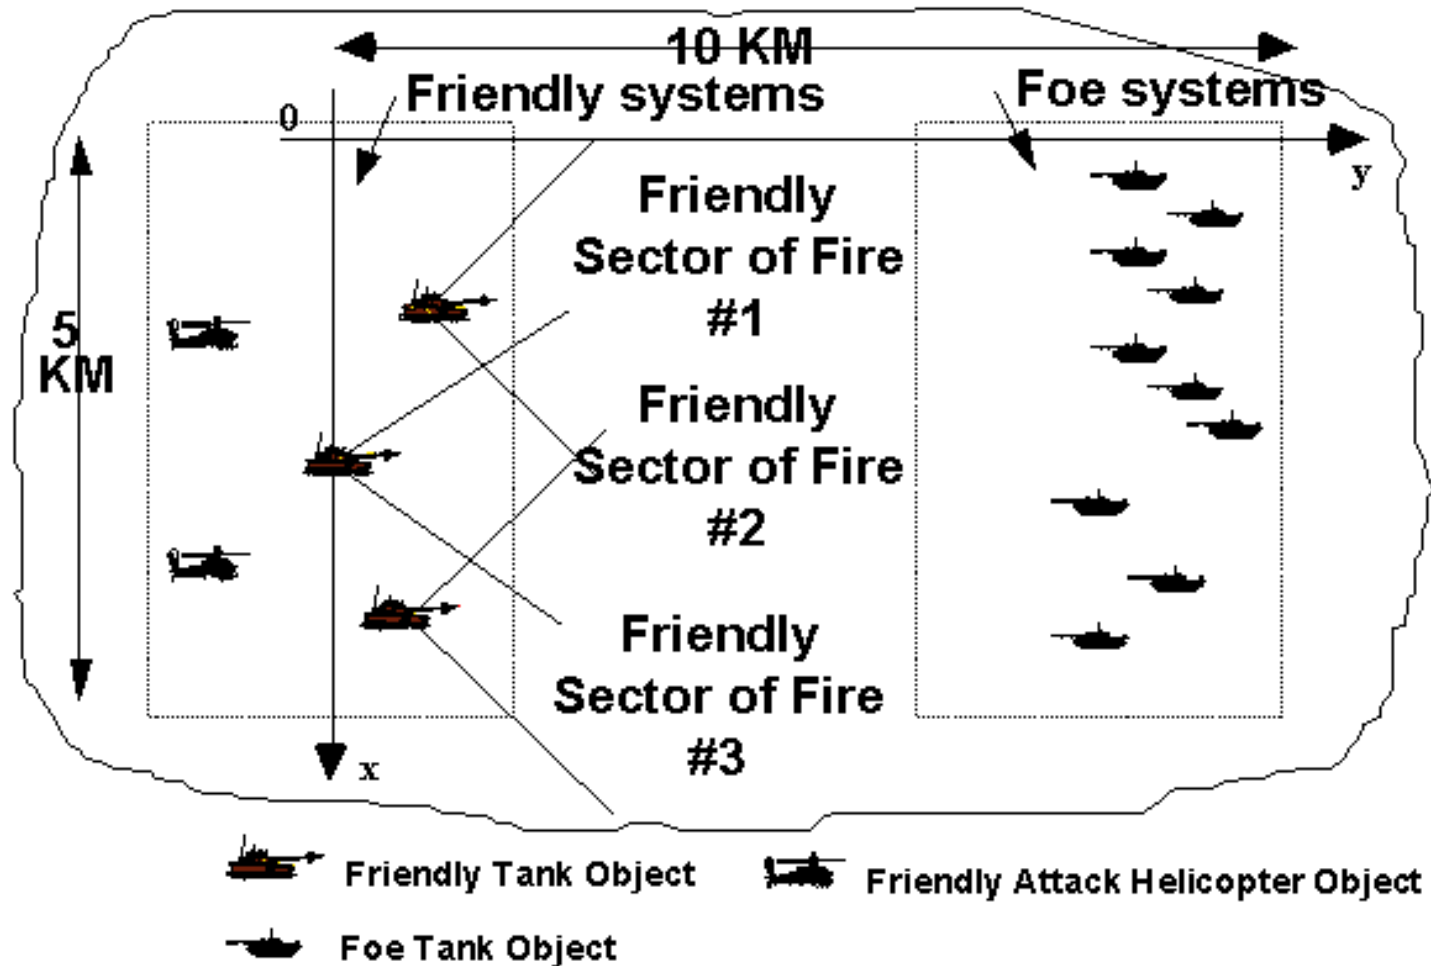 10 KM
Friendly systems
Foe systems
0
y
Friendly
Sector of Fire
#1
5
KM
Friendly
Sector of Fire
#2
Friendly
Sector of Fire
#3
x
Friendly Tank Object
Friendly Attack Helicopter Object
Foe Tank Object